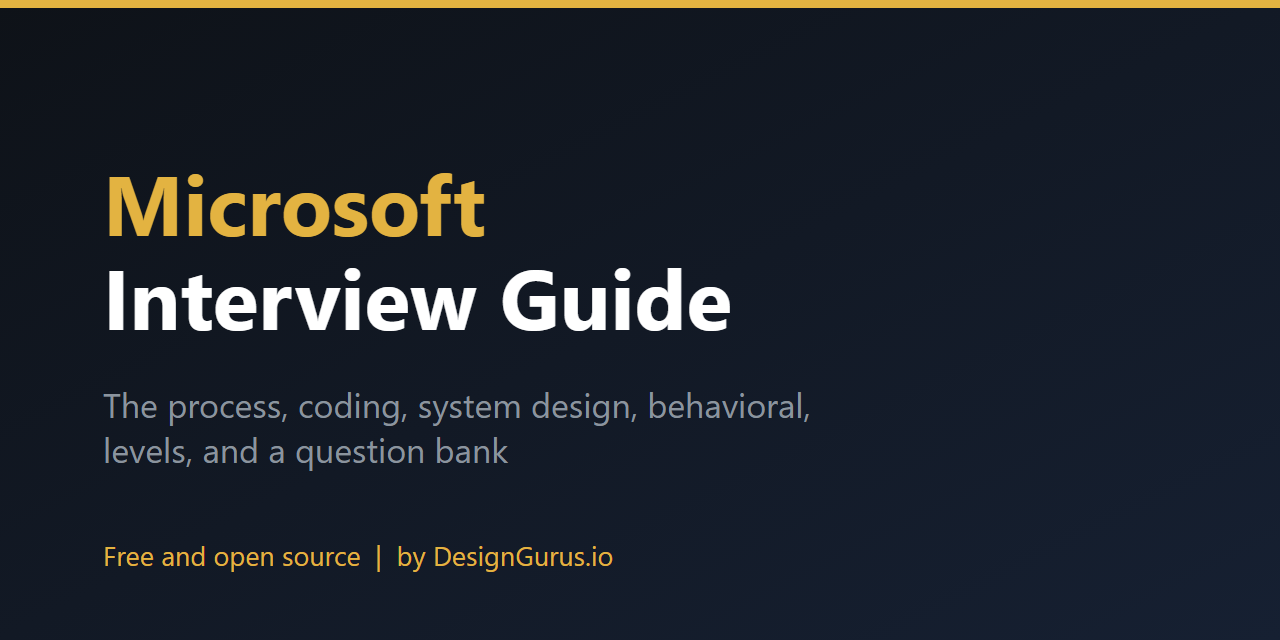 Microsoft
Interview Guide
The process, coding, system design, behavioral,
levels, and a question bank
Free and open source | by DesignGurus.io